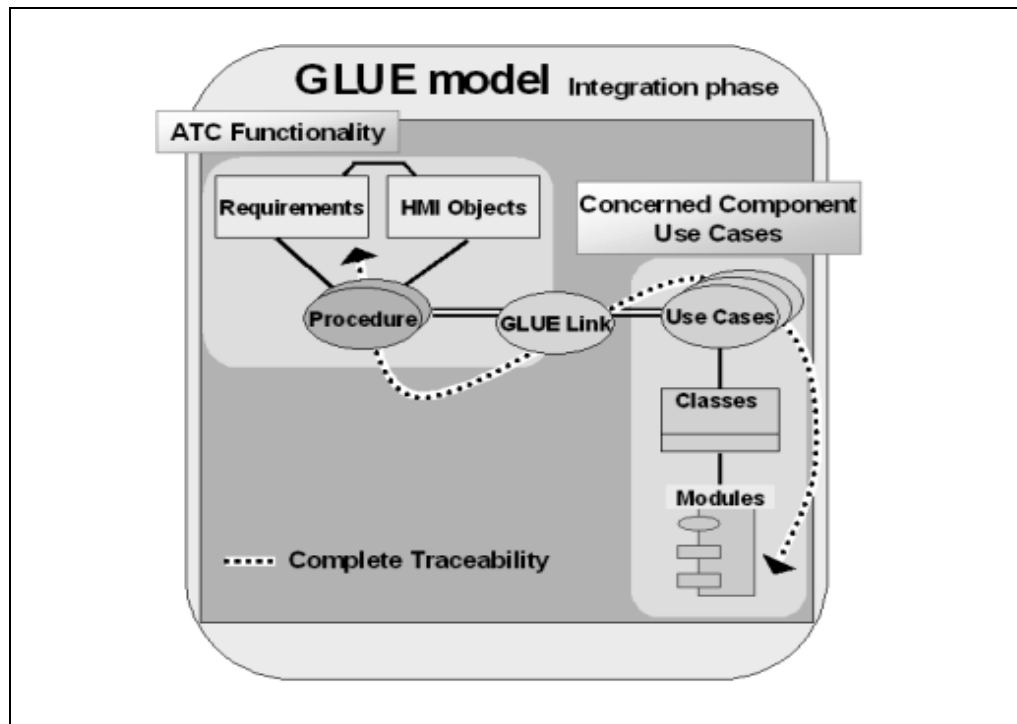 GLUE model Integration phase
ATC Functionality
Requirements
HMI Objects
Concerned Component
Use Cases
Procedure
GLUE Link
Use Cases
Classes
Modules
Complete Traceability